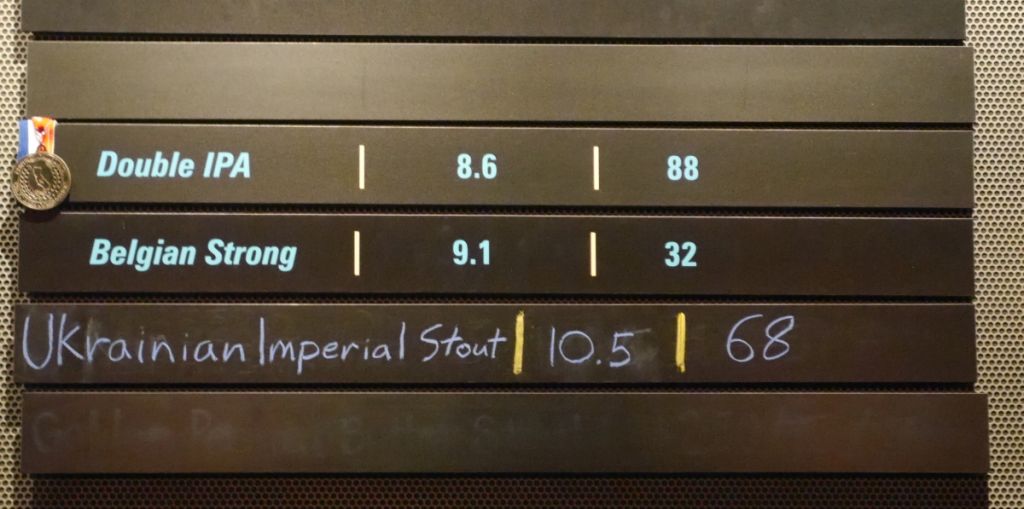 Double IPA | 8.6 | 88
Belgian Strong | 9.1 | 32
Ukrainian Imperial Stout | 10.5 | 68